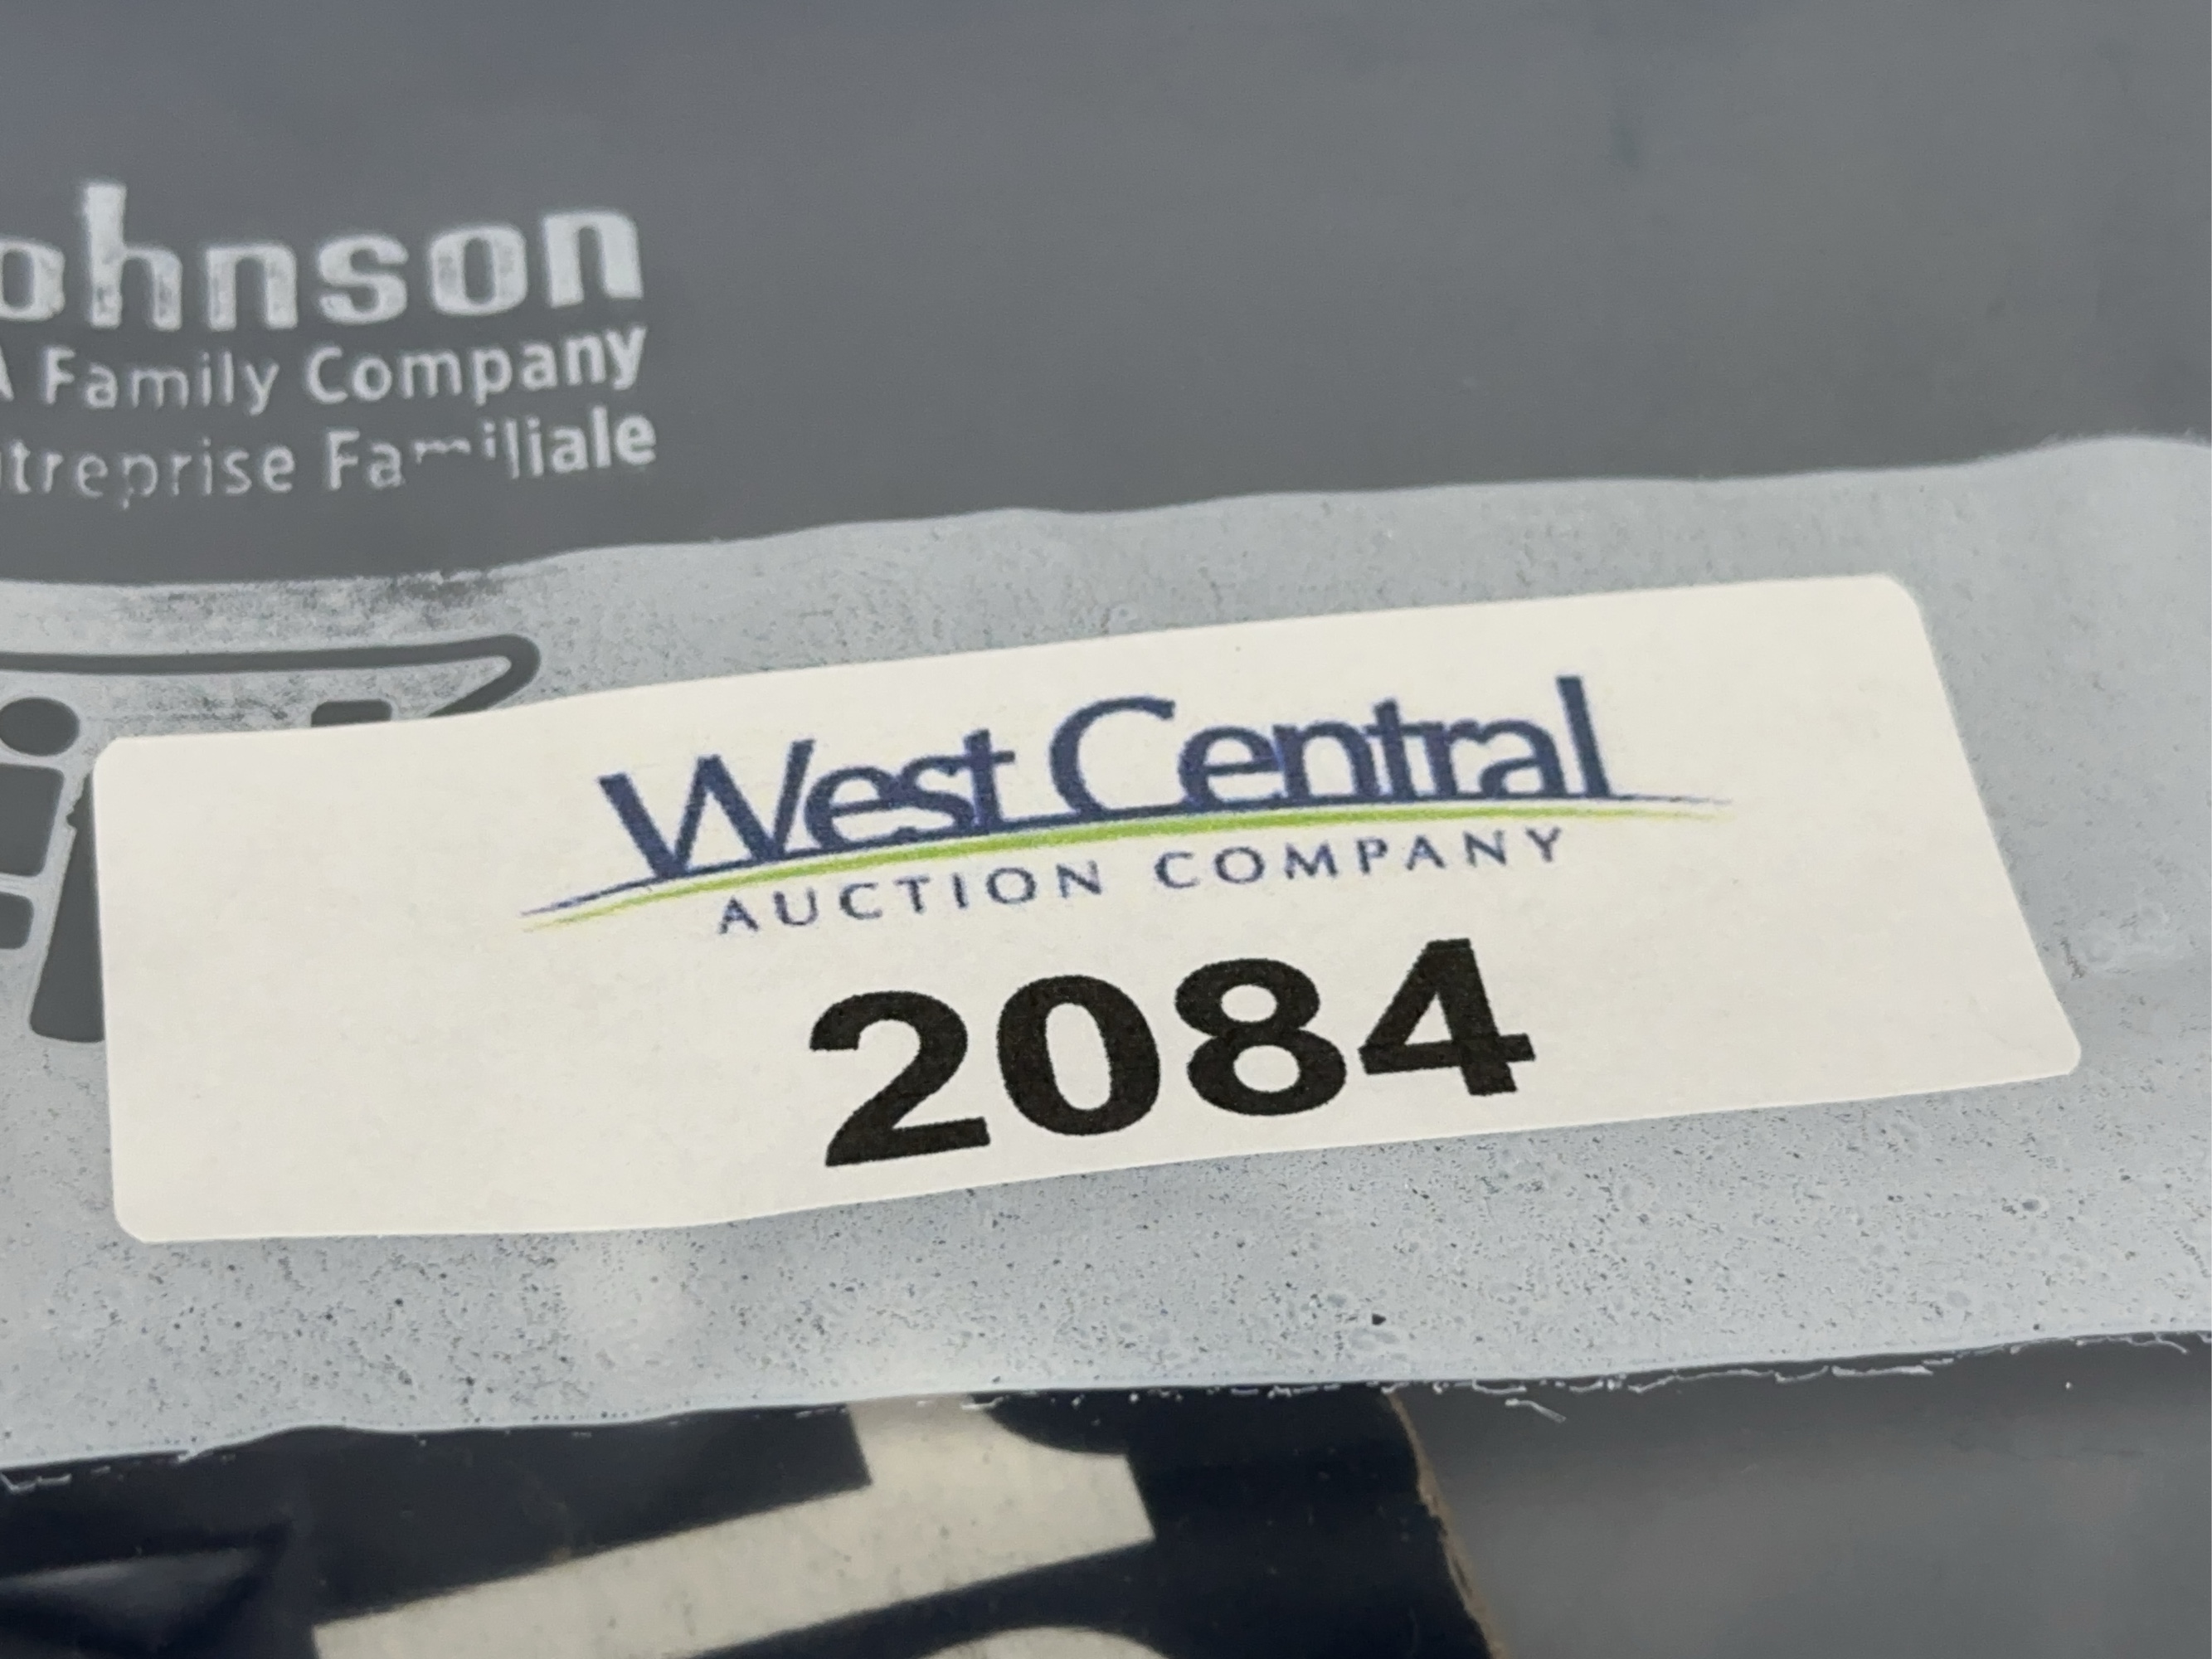 ohnson
A Family Company
ntreprise Familiale
West Central
AUCTION COMPANY
2084